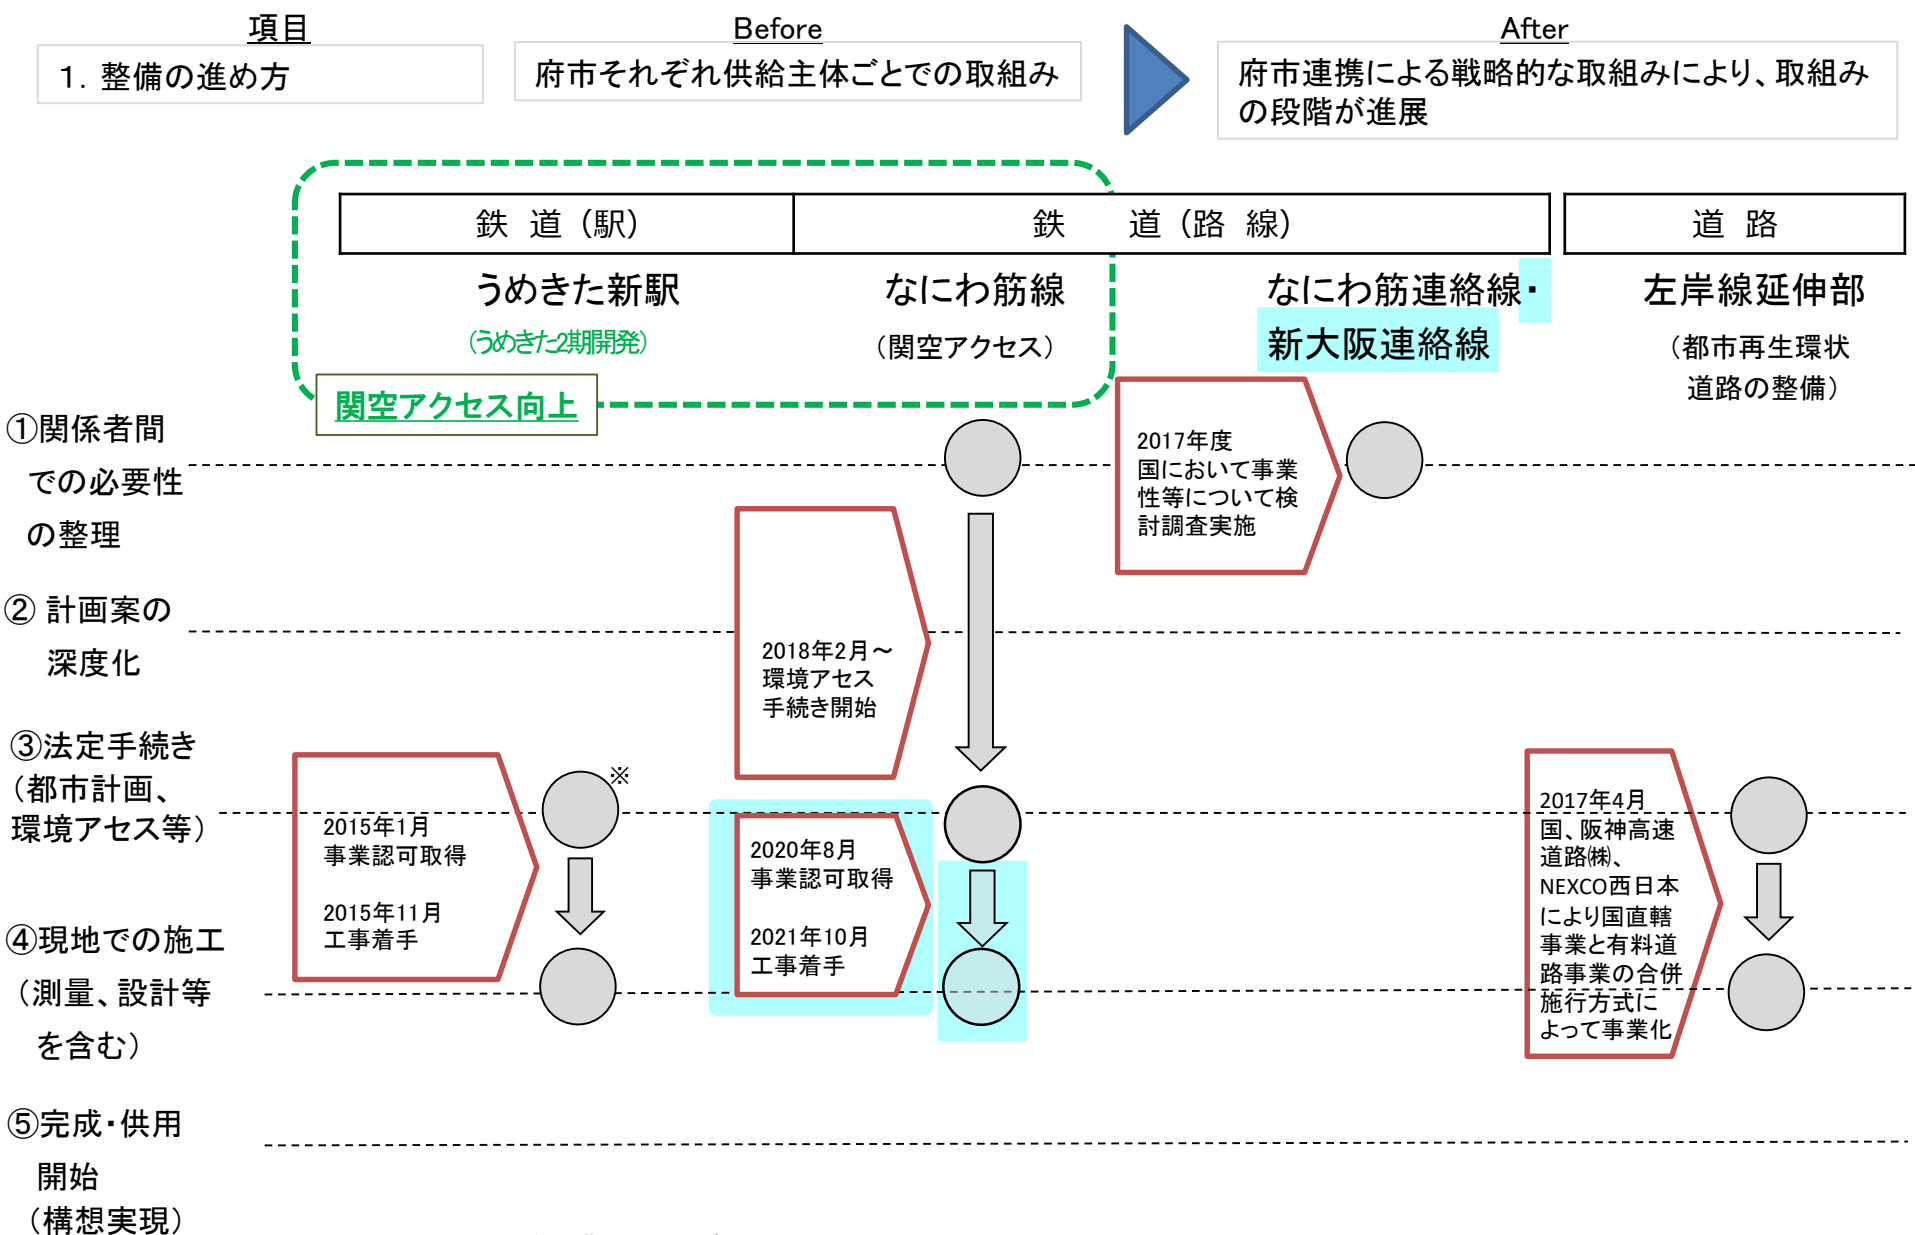 項目
Before
After
１．整備の進め方
府市それぞれ供給主体ごとでの取組み
府市連携による戦略的な取組みにより、取組み
の段階が進展
鉄 道（駅）
鉄 道（路 線）
道 路
うめきた新駅
（うめきた2期開発）
なにわ筋線
（関空アクセス）
なにわ筋連絡線・
新大阪連絡線
左岸線延伸部
（都市再生環状
道路の整備）
関空アクセス向上
①関係者間
での必要性
の整理
2017年度
国において事業
性等について検
討調査実施
② 計画案の
深度化
2018年2月～
環境アセス
手続き開始
③法定手続き
（都市計画、
環境アセス等）
2015年1月
事業認可取得
2015年11月
工事着手
※
2020年8月
事業認可取得
2021年10月
工事着手
2017年4月
国、阪神高速
道路㈱、
NEXCO西日本
により国直轄
事業と有料道
路事業の合併
施行方式に
よって事業化
④現地での施工
（測量、設計等
を含む）
⑤完成・供用
開始
（構想実現）